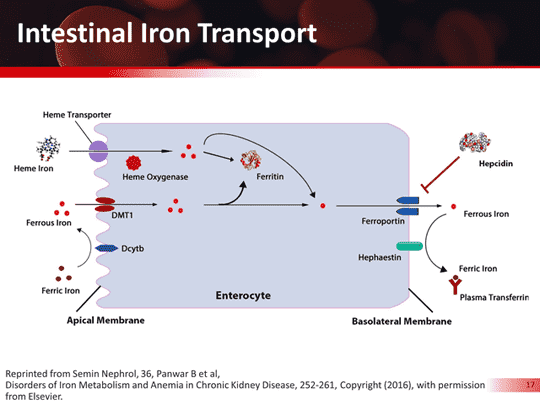 Intestinal Iron Transport
Heme Transporter
Heme Iron
Heme Oxygenase
Ferritin
Hepcidin
Ferrous Iron
DMT1
Ferroportin
Ferrous Iron
Dcytb
Hephaestin
Ferric Iron
Ferric Iron
Enterocyte
Plasma Transferrin
Apical Membrane
Basolateral Membrane
Reprinted from Semin Nephrol, 36, Panwar B et al,
Disorders of Iron Metabolism and Anemia in Chronic Kidney Disease, 252-261, Copyright (2016), with permission
from Elsevier.
17